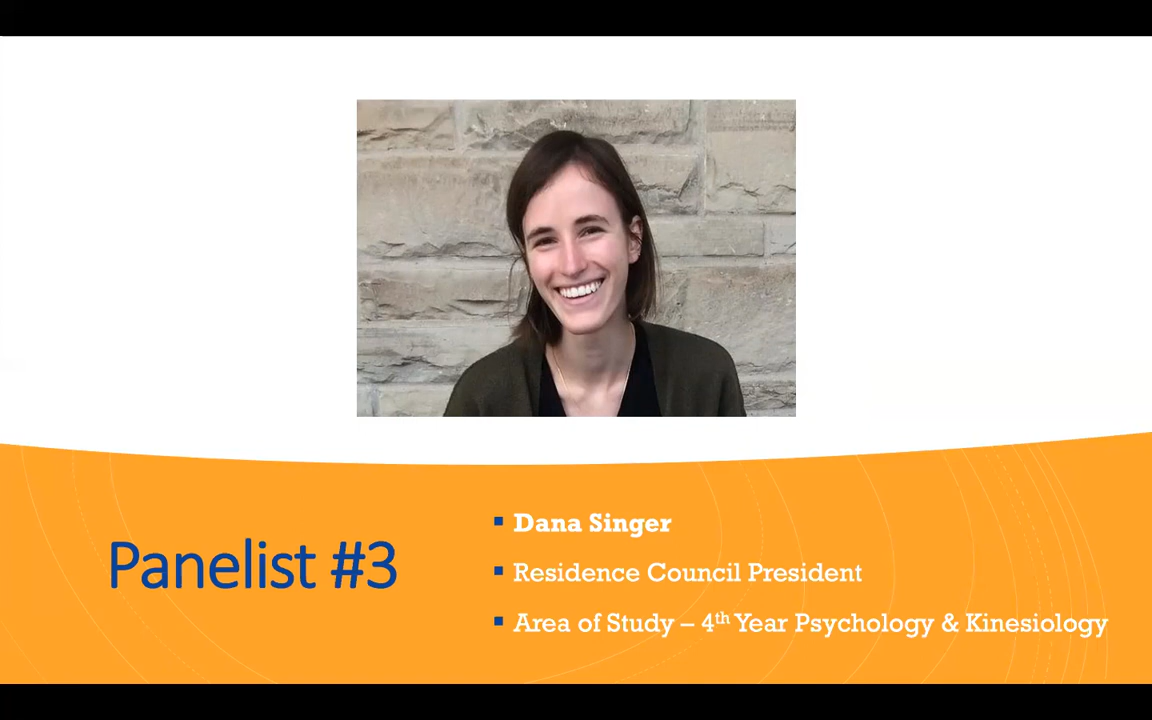 Panelist #3
Dana Singer
Residence Council President
Area of Study – 4th Year Psychology & Kinesiology